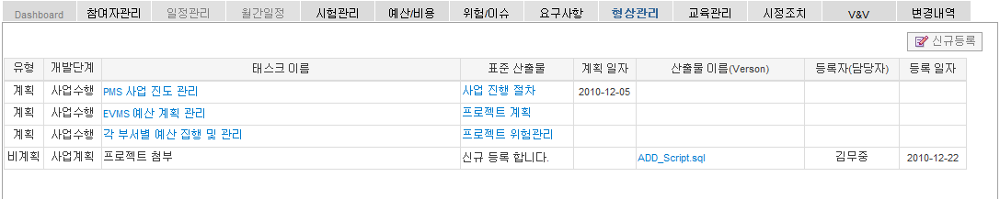 Dashboard 참여자관리 일정관리 월간일정 시험관리 예산/비용 위험/이슈 요구사항 형상관리 교육관리 시정조치 V&V 변경내역
신규등록
유형 개발단계 태스크 이름 표준 산출물 계획 일자 산출물 이름(Verson) 등록자(담당자) 등록 일자
계획 사업수행 PMS 사업 진도 관리 사업 진행 절차 2010-12-05
계획 사업수행 EVMS 예산 계획 관리 프로젝트 계획
계획 사업수행 각 부서별 예산 집행 및 관리 프로젝트 위험관리
비계획 사업계획 프로젝트 첨부 신규 등록 합니다. ADD_Script.sql 김무중 2010-12-22